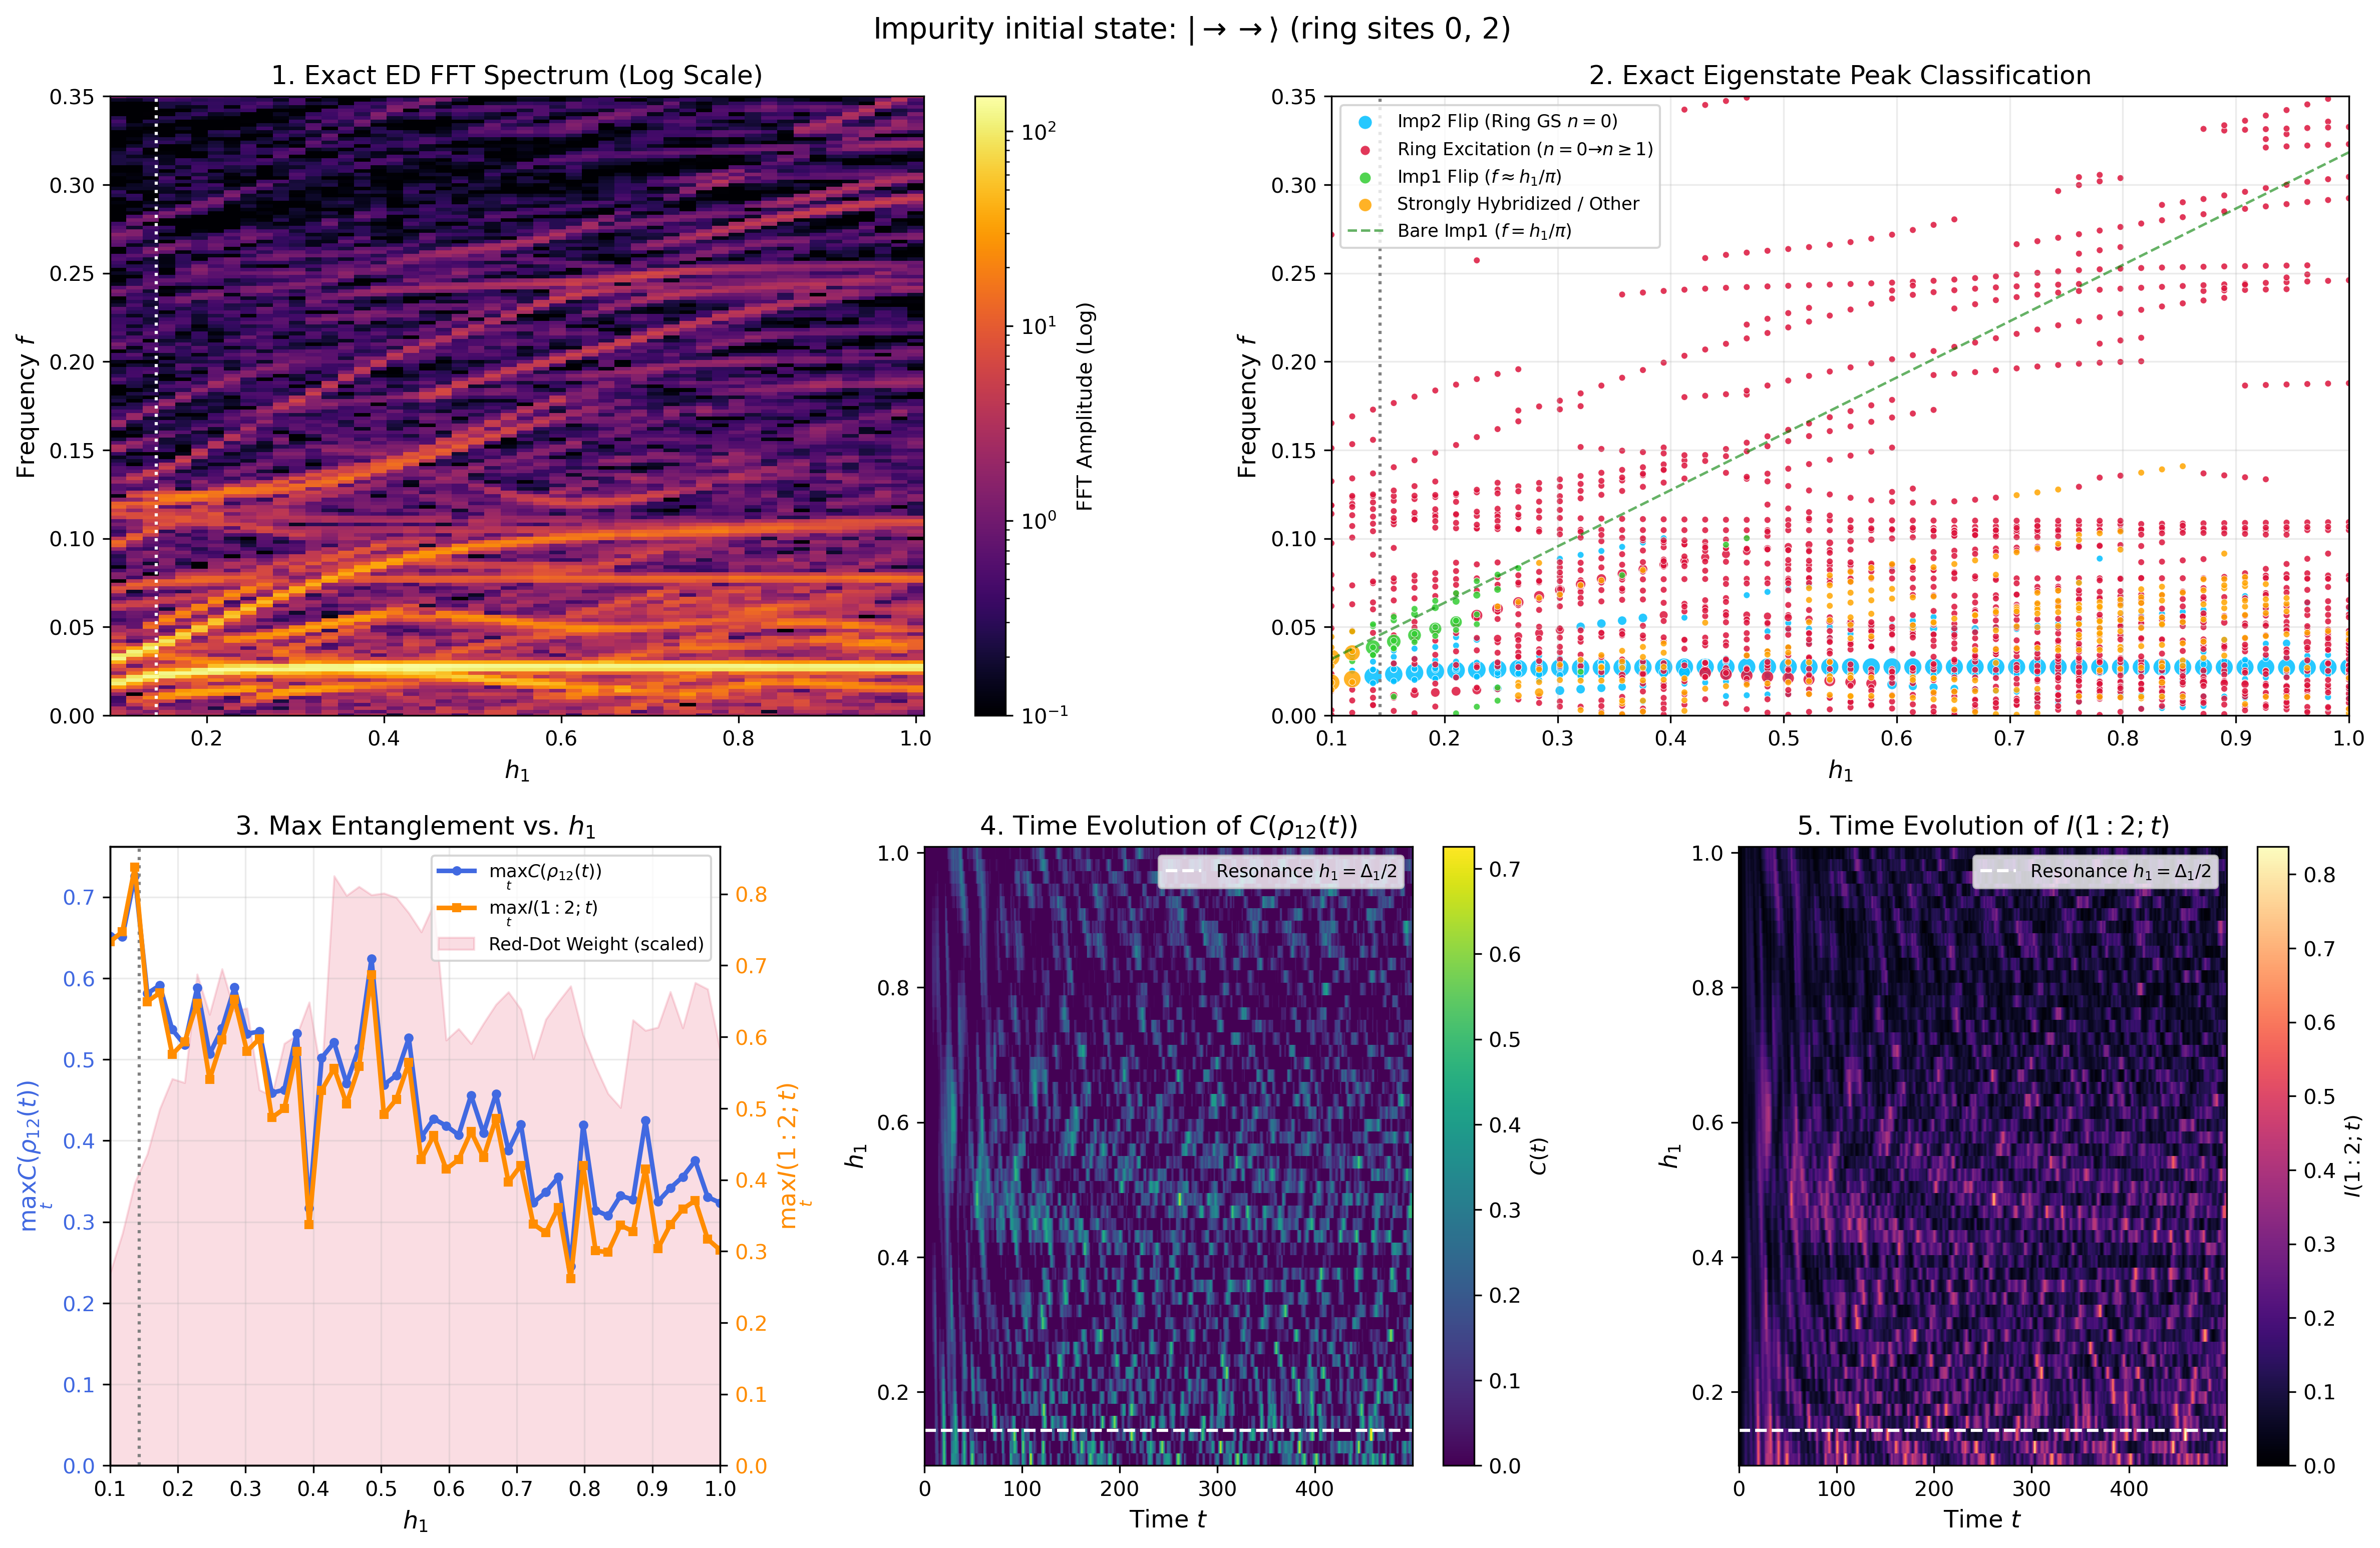 Impurity initial state: |→→⟩ (ring sites 0, 2)
1. Exact ED FFT Spectrum (Log Scale)
0.35
0.30
0.25
0.20
0.15
0.10
0.05
0.00
Frequency f
0.2 0.4 0.6 0.8 1.0
h₁
10²
10¹
10⁰
10⁻¹
FFT Amplitude (Log)
2. Exact Eigenstate Peak Classification
Imp2 Flip (Ring GS n = 0)
Ring Excitation (n = 0→n ≥ 1)
Imp1 Flip (f ≈ h₁/π)
Strongly Hybridized / Other
Bare Imp1 (f = h₁/π)
0.35
0.30
0.25
0.20
0.15
0.10
0.05
0.00
Frequency f
0.1 0.2 0.3 0.4 0.5 0.6 0.7 0.8 0.9 1.0
h₁
3. Max Entanglement vs. h₁
max C(ρ₁₂(t))
t
max I(1 : 2; t)
t
Red-Dot Weight (scaled)
0.7
0.6
0.5
0.4
0.3
0.2
0.1
0.0
max C(ρ₁₂(t))
t
0.8
0.7
0.6
0.5
0.4
0.3
0.2
0.1
0.0
max I(1 : 2; t)
t
0.1 0.2 0.3 0.4 0.5 0.6 0.7 0.8 0.9 1.0
h₁
4. Time Evolution of C(ρ₁₂(t))
Resonance h₁ = Δ₁/2
1.0
0.8
0.6
0.4
0.2
h₁
0 100 200 300 400
Time t
0.7
0.6
0.5
0.4
0.3
0.2
0.1
0.0
C(t)
5. Time Evolution of I(1 : 2; t)
Resonance h₁ = Δ₁/2
1.0
0.8
0.6
0.4
0.2
h₁
0 100 200 300 400
Time t
0.8
0.7
0.6
0.5
0.4
0.3
0.2
0.1
0.0
I(1 : 2; t)